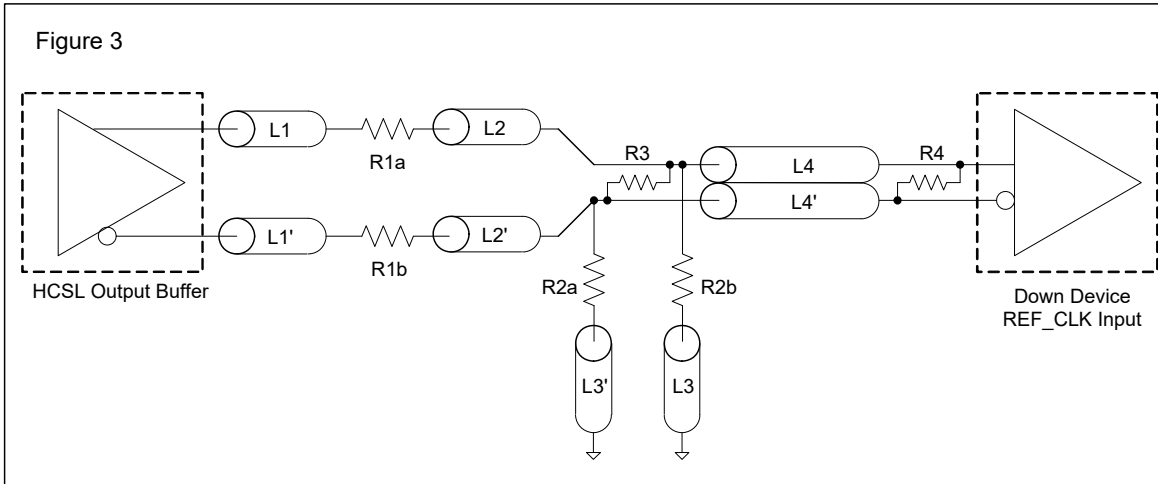 Figure 3
L1
R1a
L2
R3
L4
R4
L4'
L1'
R1b
L2'
HCSL Output Buffer
R2a
R2b
Down Device
REF_CLK Input
L3'
L3